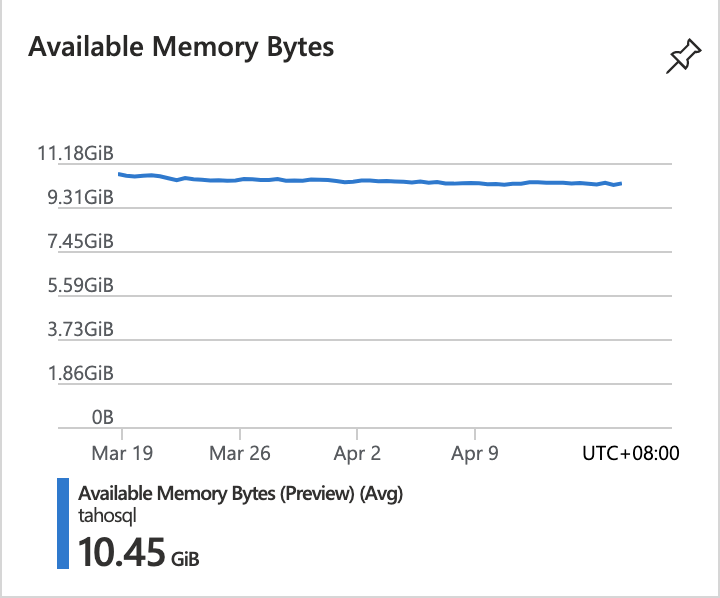 Available Memory Bytes
11.18GiB
9.31GiB
7.45GiB
5.59GiB
3.73GiB
1.86GiB
0B
Mar 19 Mar 26 Apr 2 Apr 9 UTC+08:00
Available Memory Bytes (Preview) (Avg)
tahosql
10.45 GiB